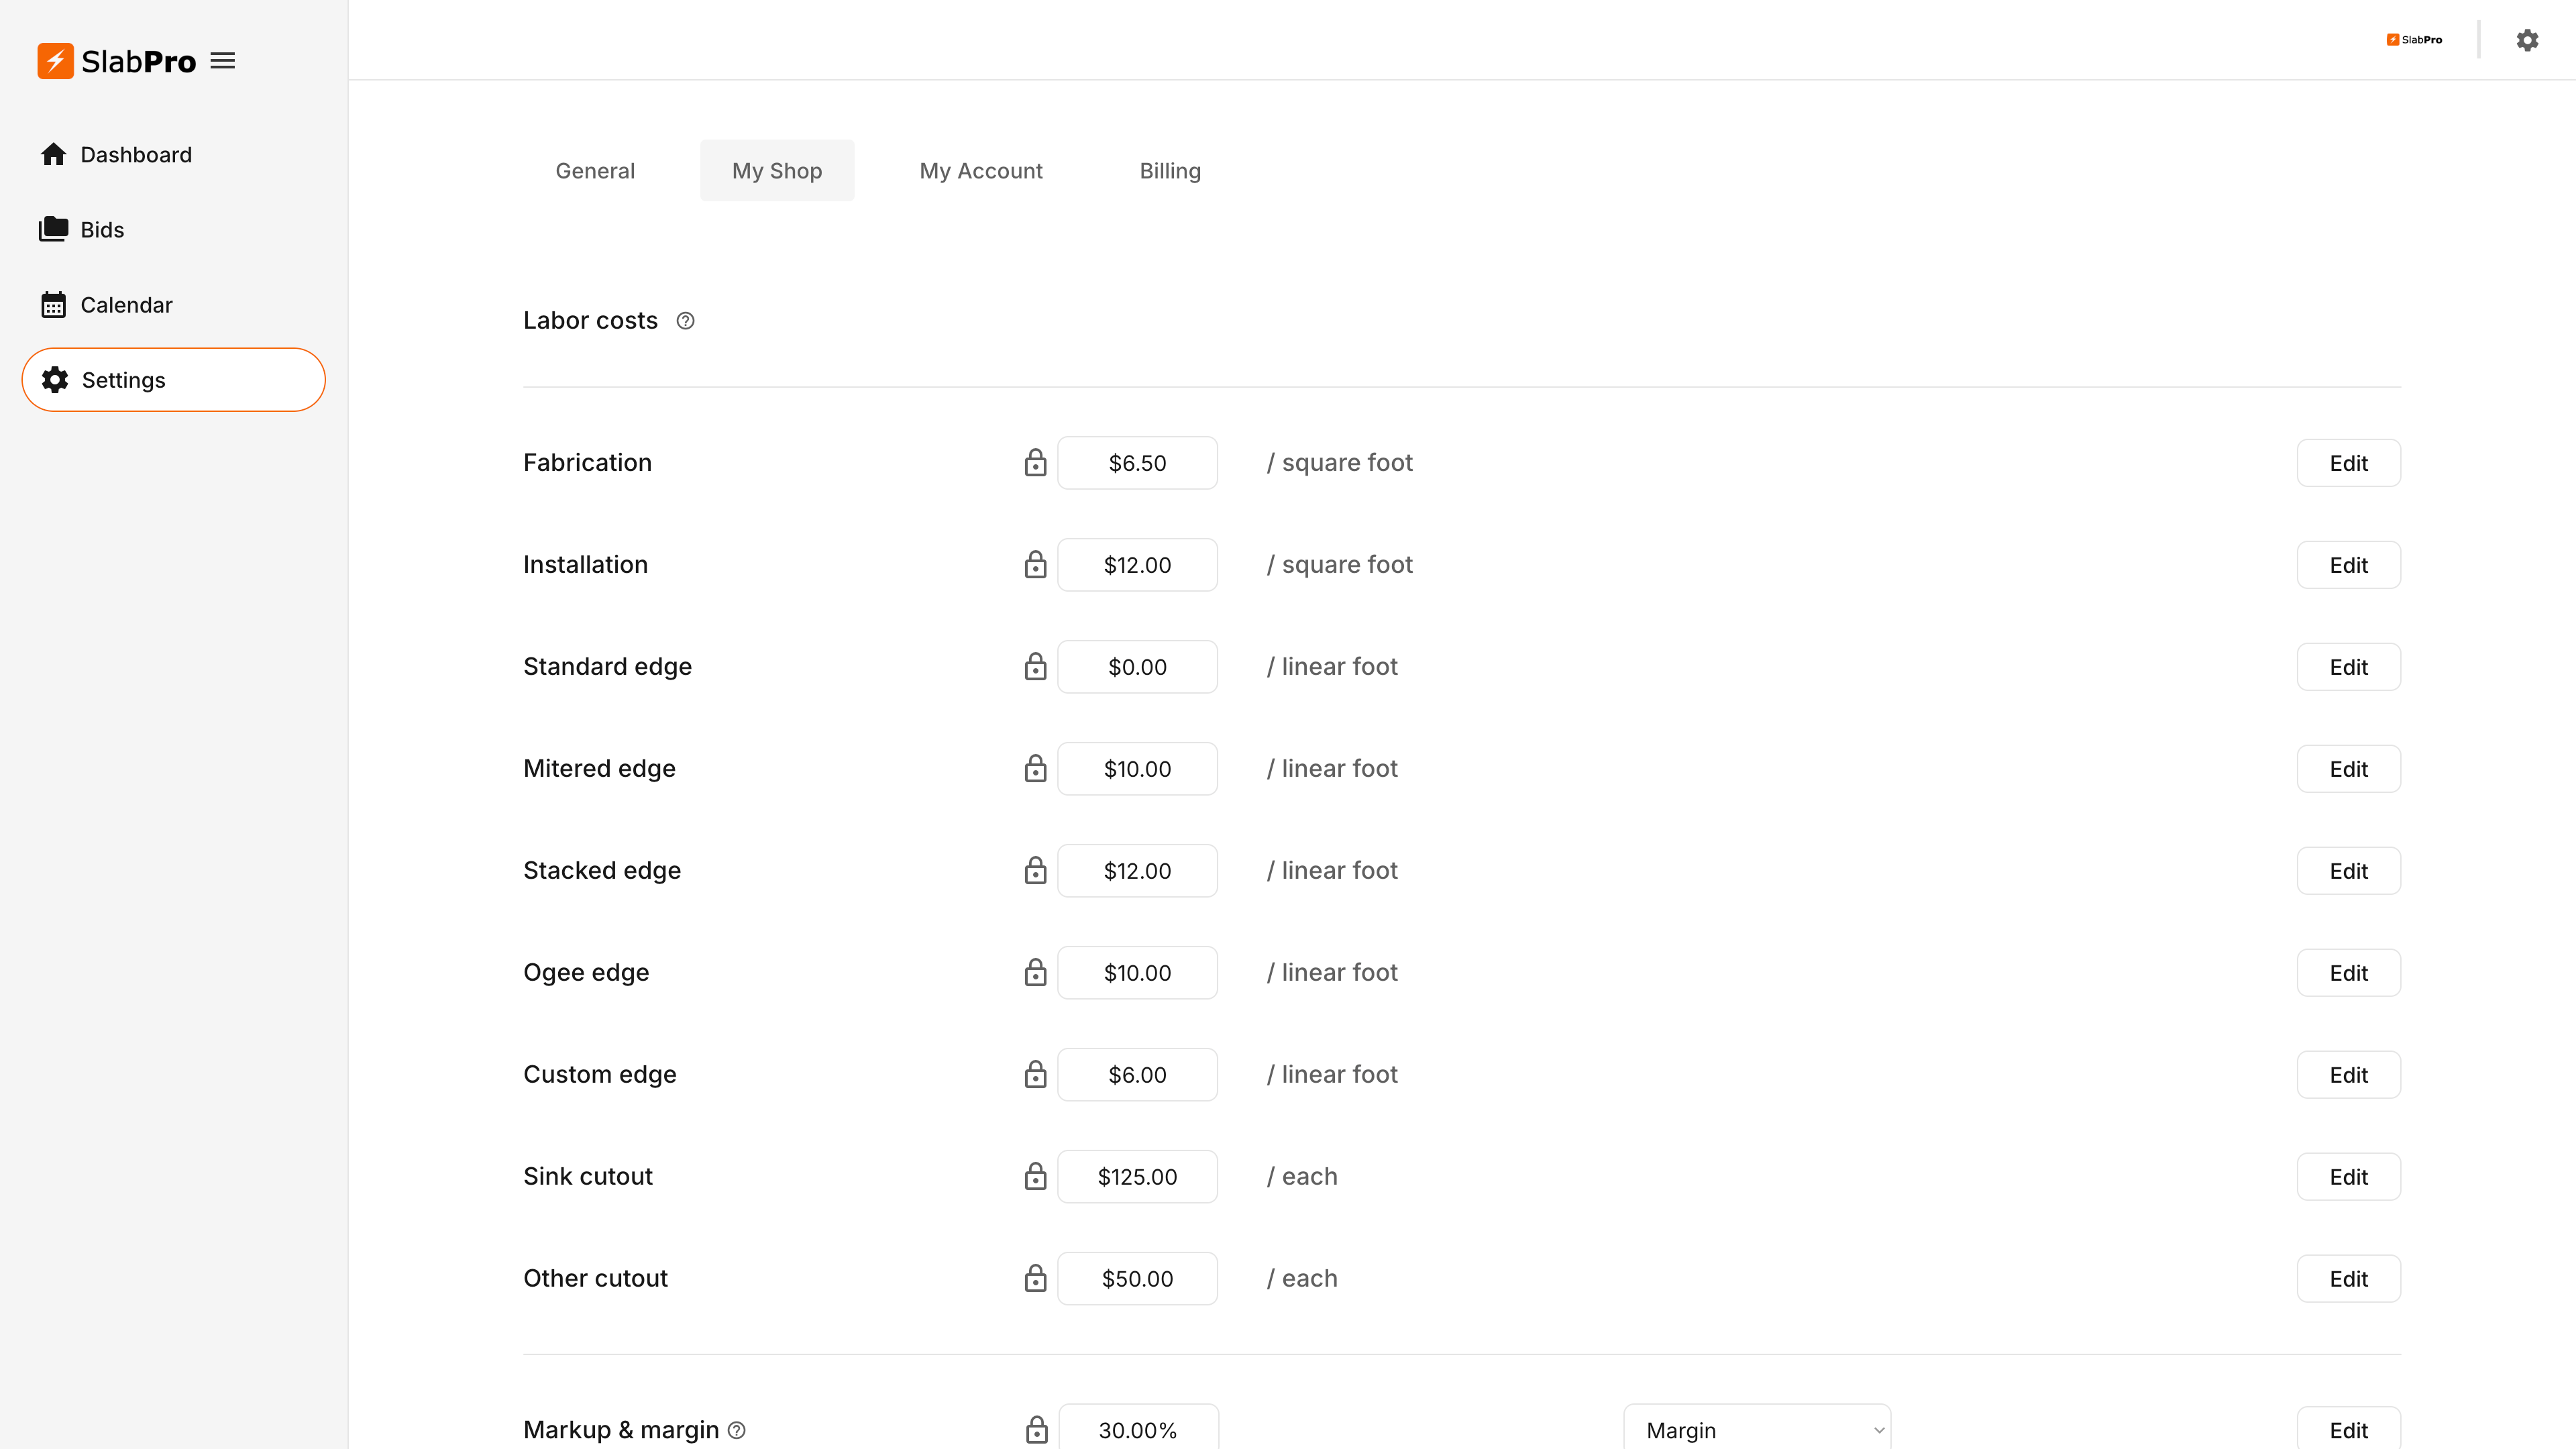 SlabPro
SlabPro
Dashboard
Bids
Calendar
Settings
General My Shop My Account Billing
Labor costs
Fabrication $6.50 / square foot Edit
Installation $12.00 / square foot Edit
Standard edge $0.00 / linear foot Edit
Mitered edge $10.00 / linear foot Edit
Stacked edge $12.00 / linear foot Edit
Ogee edge $10.00 / linear foot Edit
Custom edge $6.00 / linear foot Edit
Sink cutout $125.00 / each Edit
Other cutout $50.00 / each Edit
Markup & margin 30.00% Margin Edit